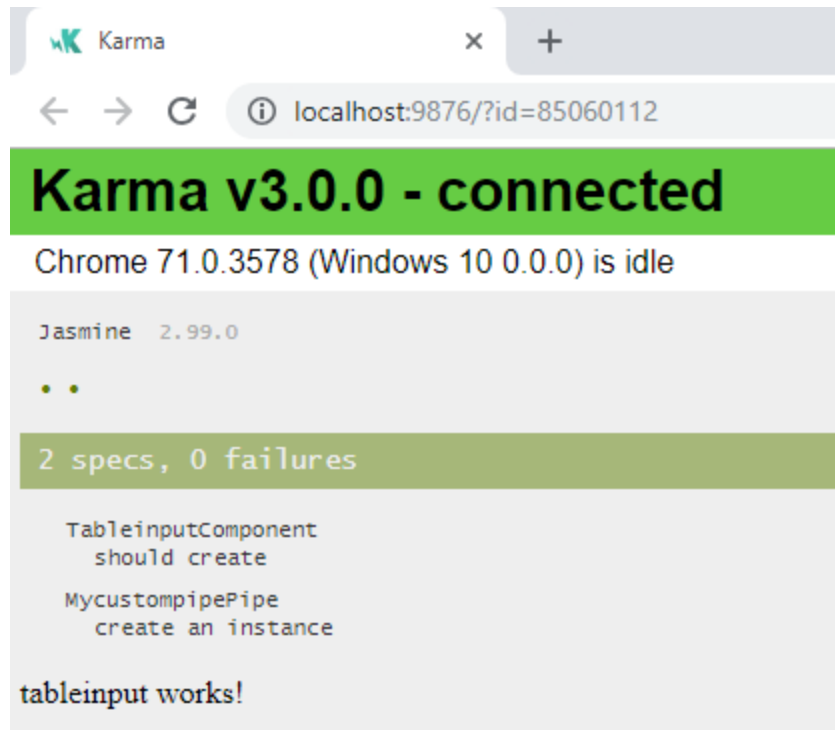 Karma
localhost:9876/?id=85060112
Karma v3.0.0 - connected
Chrome 71.0.3578 (Windows 10 0.0.0) is idle
Jasmine 2.99.0
• •
2 specs, 0 failures
TableinputComponent
should create
MycustompipePipe
create an instance
tableinput works!